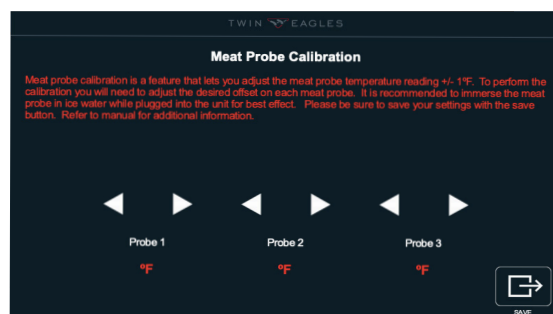 TWIN EAGLES
Meat Probe Calibration
Meat probe calibration is a feature that lets you adjust the meat probe temperature reading +/- 1ºF. To perform the
calibration you will need to adjust the desired offset on each meat probe. It is recommended to immerse the meat
probe in ice water while plugged into the unit for best effect. Please be sure to save your settings with the save
button. Refer to manual for additional information.
Probe 1 Probe 2 Probe 3
ºF ºF ºF
SAVE